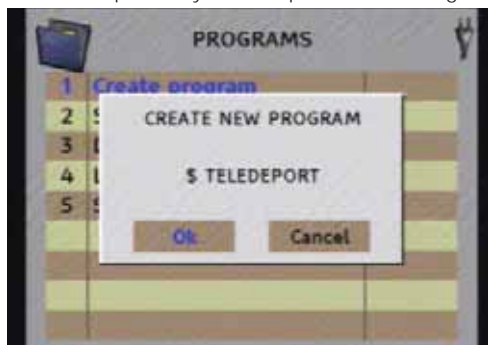 PROGRAMS
1 Create program
2 S
3
4 L
5 S
CREATE NEW PROGRAM
$ TELEDEPORT
Ok Cancel